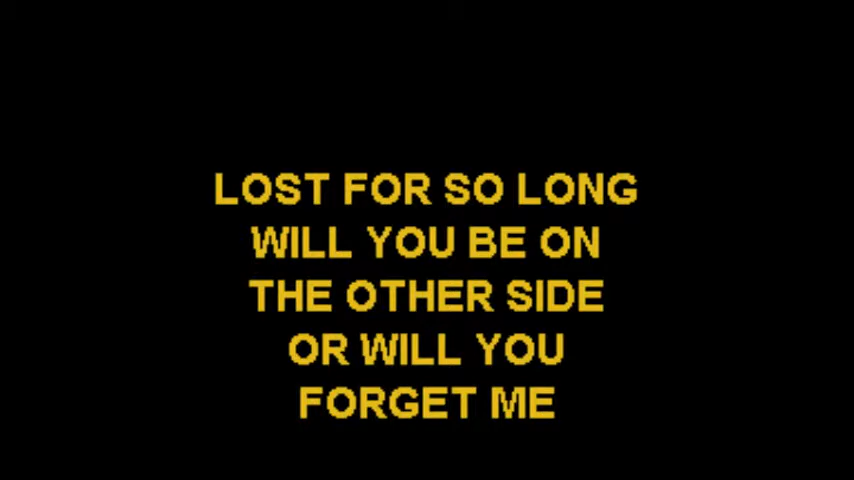 LOST FOR SO LONG
WILL YOU BE ON
THE OTHER SIDE
OR WILL YOU
FORGET ME